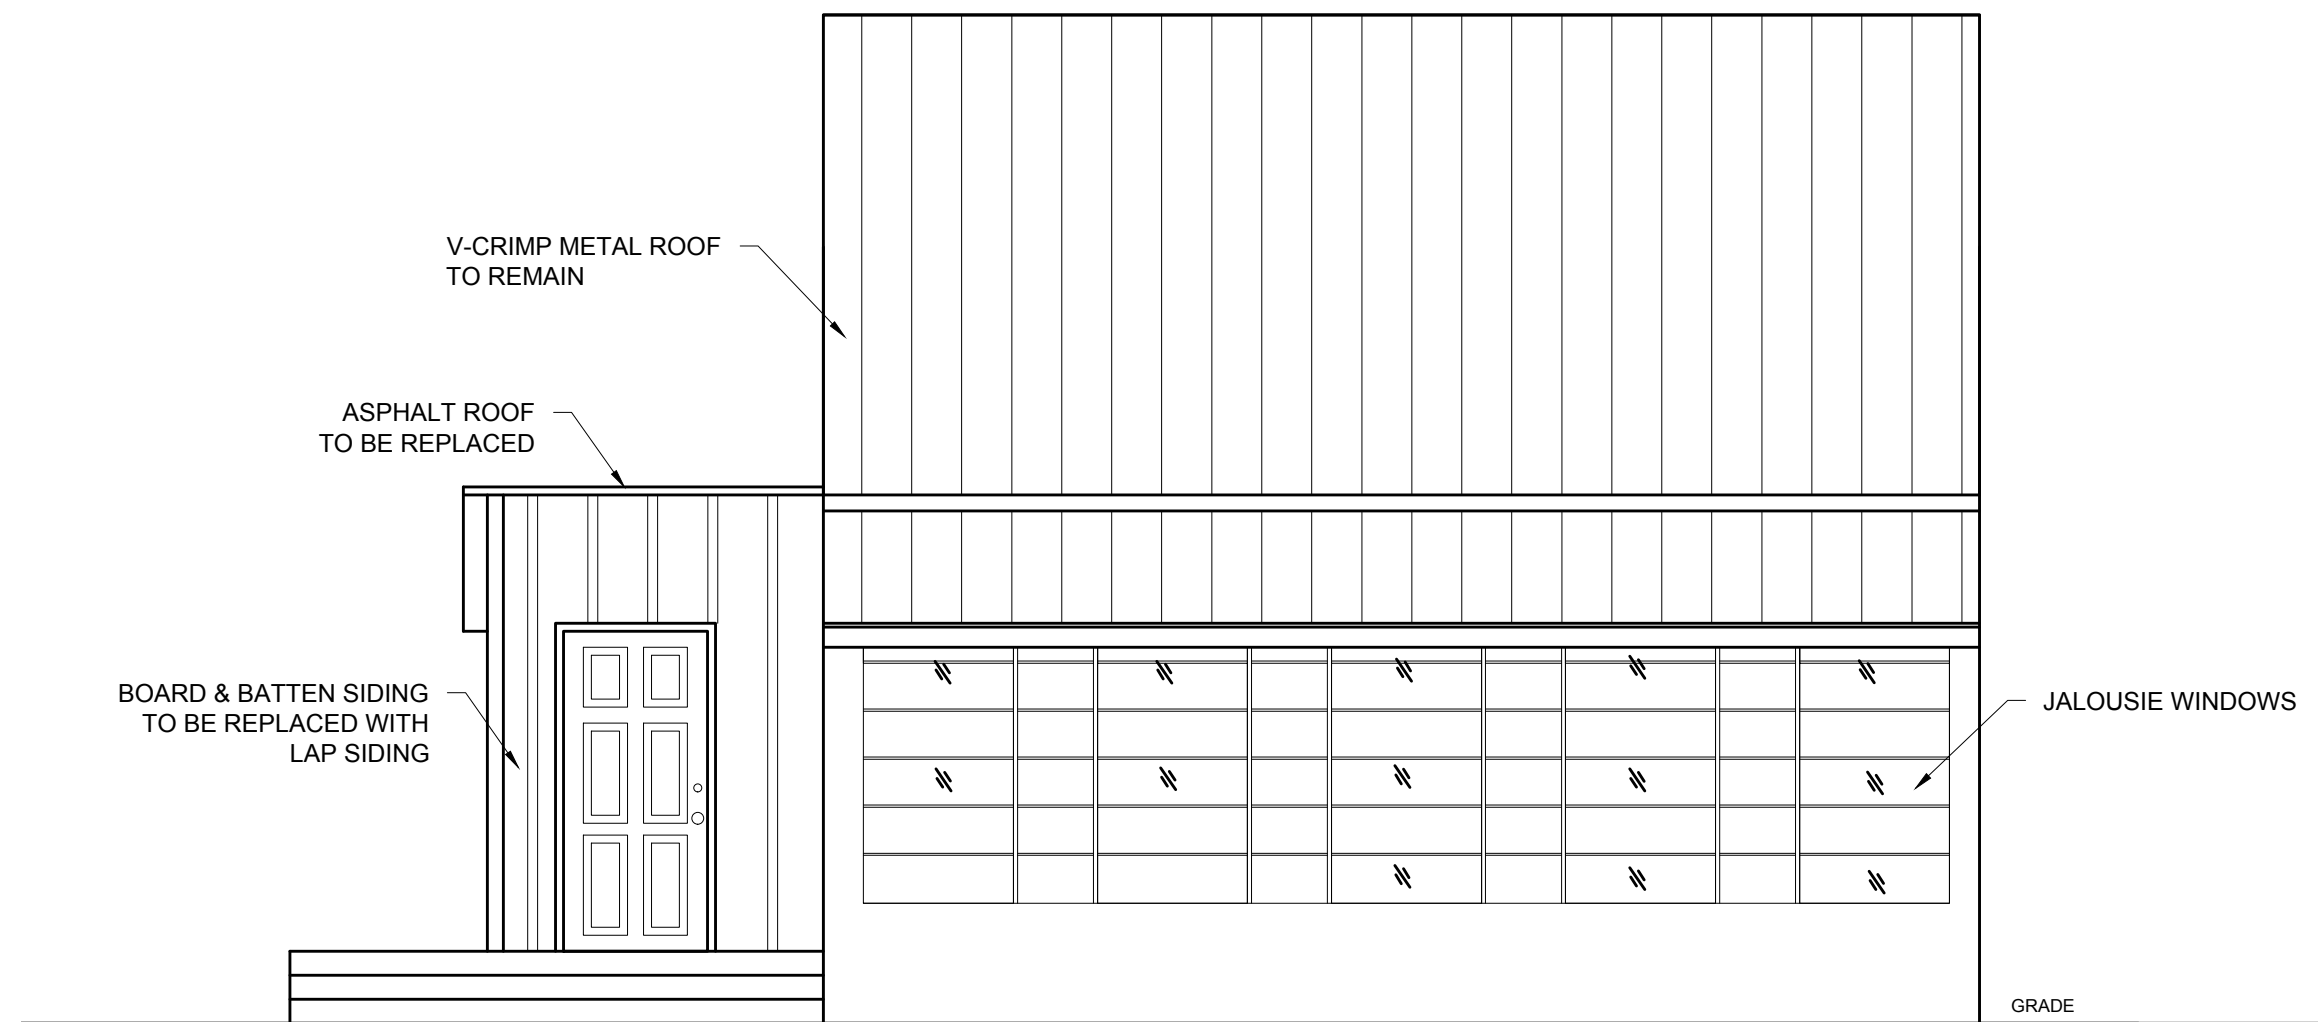 V-CRIMP METAL ROOF
TO REMAIN
ASPHALT ROOF
TO BE REPLACED
BOARD & BATTEN SIDING
TO BE REPLACED WITH
LAP SIDING
JALOUSIE WINDOWS
GRADE